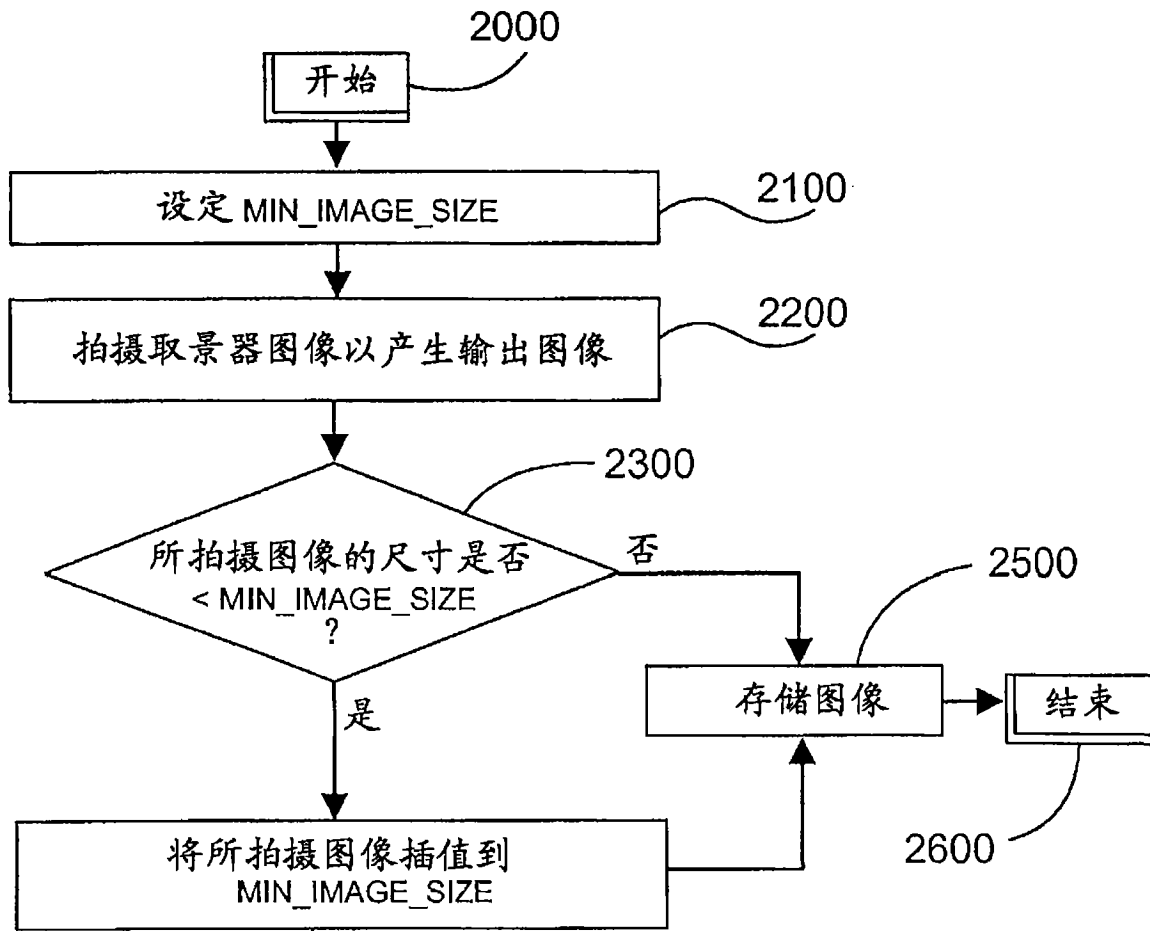 2000
开始
2100
设定 MIN_IMAGE_SIZE
2200
拍摄取景器图像以产生输出图像
2300
所拍摄图像的尺寸是否
< MIN_IMAGE_SIZE
?
否
2500
存储图像
结束
2600
是
将所拍摄图像插值到
MIN_IMAGE_SIZE